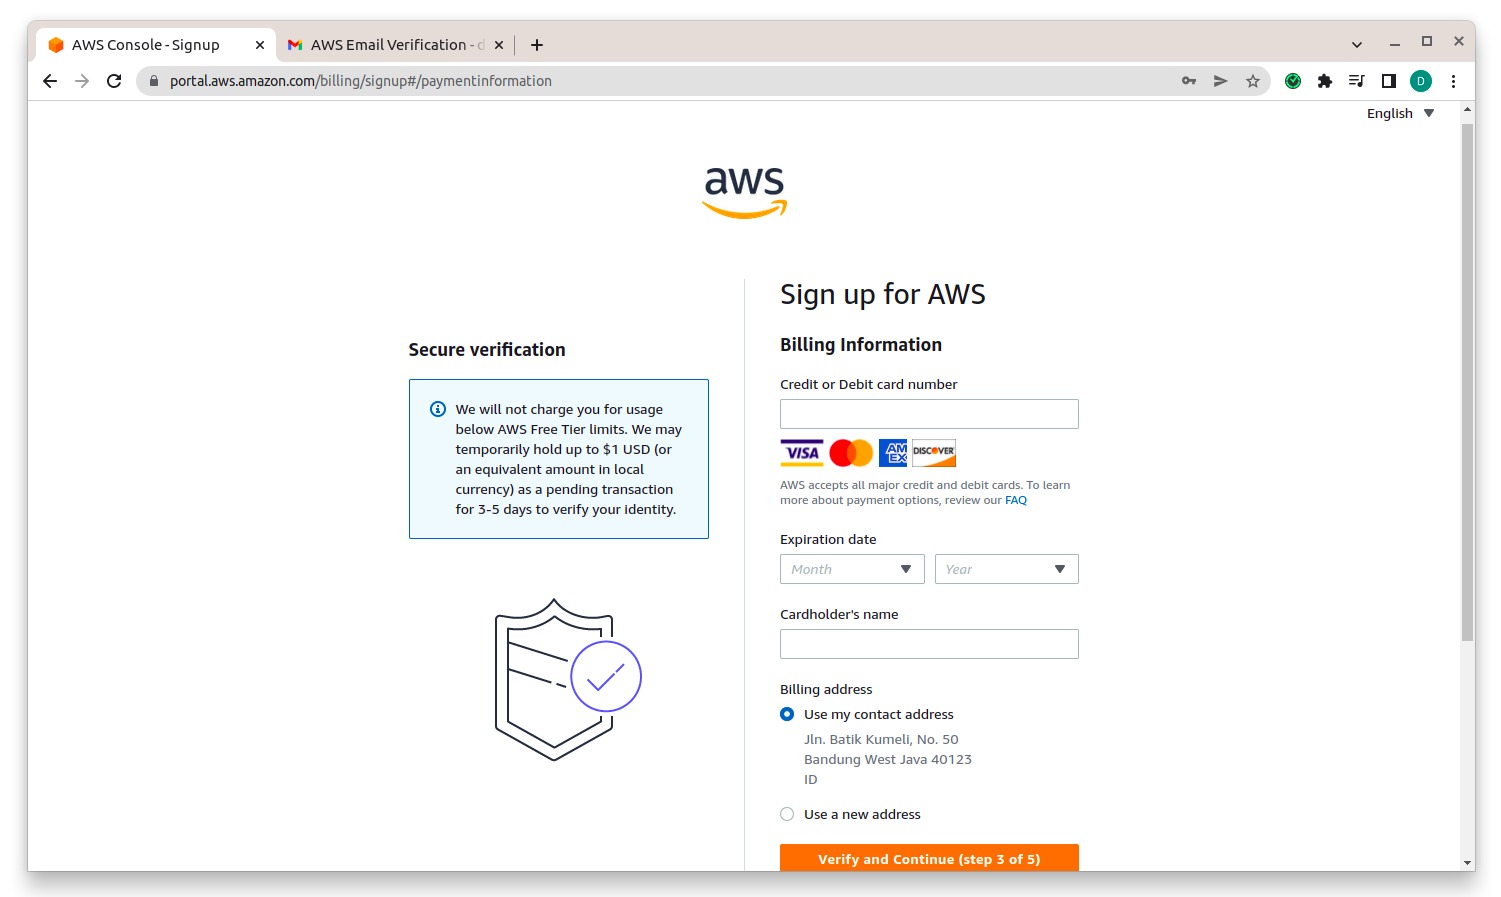 AWS Console - Signup
AWS Email Verification - d
portal.aws.amazon.com/billing/signup#/paymentinformation
D
English
aws
Sign up for AWS
Secure verification
We will not charge you for usage
below AWS Free Tier limits. We may
temporarily hold up to $1 USD (or
an equivalent amount in local
currency) as a pending transaction
for 3-5 days to verify your identity.
Billing Information
Credit or Debit card number
VISA AM EX DISCOVER
AWS accepts all major credit and debit cards. To learn
more about payment options, review our FAQ
Expiration date
Month Year
Cardholder's name
Billing address
Use my contact address
Jln. Batik Kumeli, No. 50
Bandung West Java 40123
ID
Use a new address
Verify and Continue (step 3 of 5)